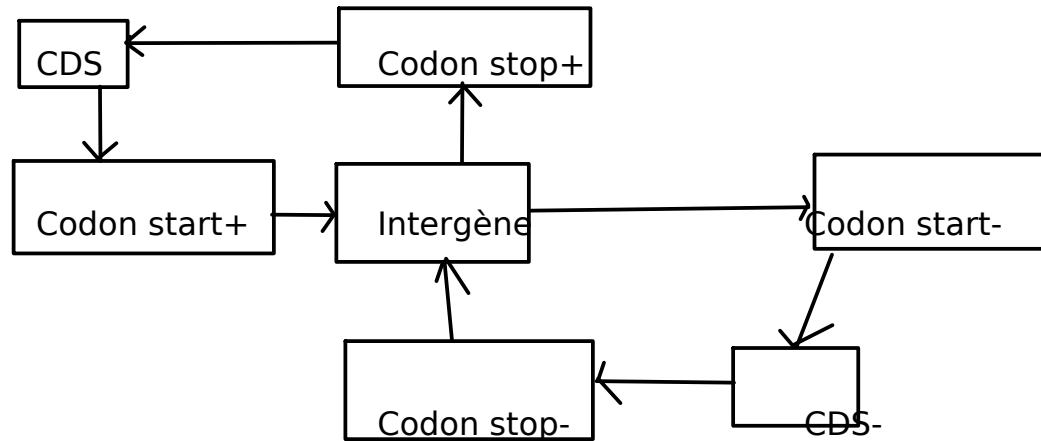 CDS
Codon stop+
Codon start+
Intergène
Codon start-
Codon stop-
CDS-